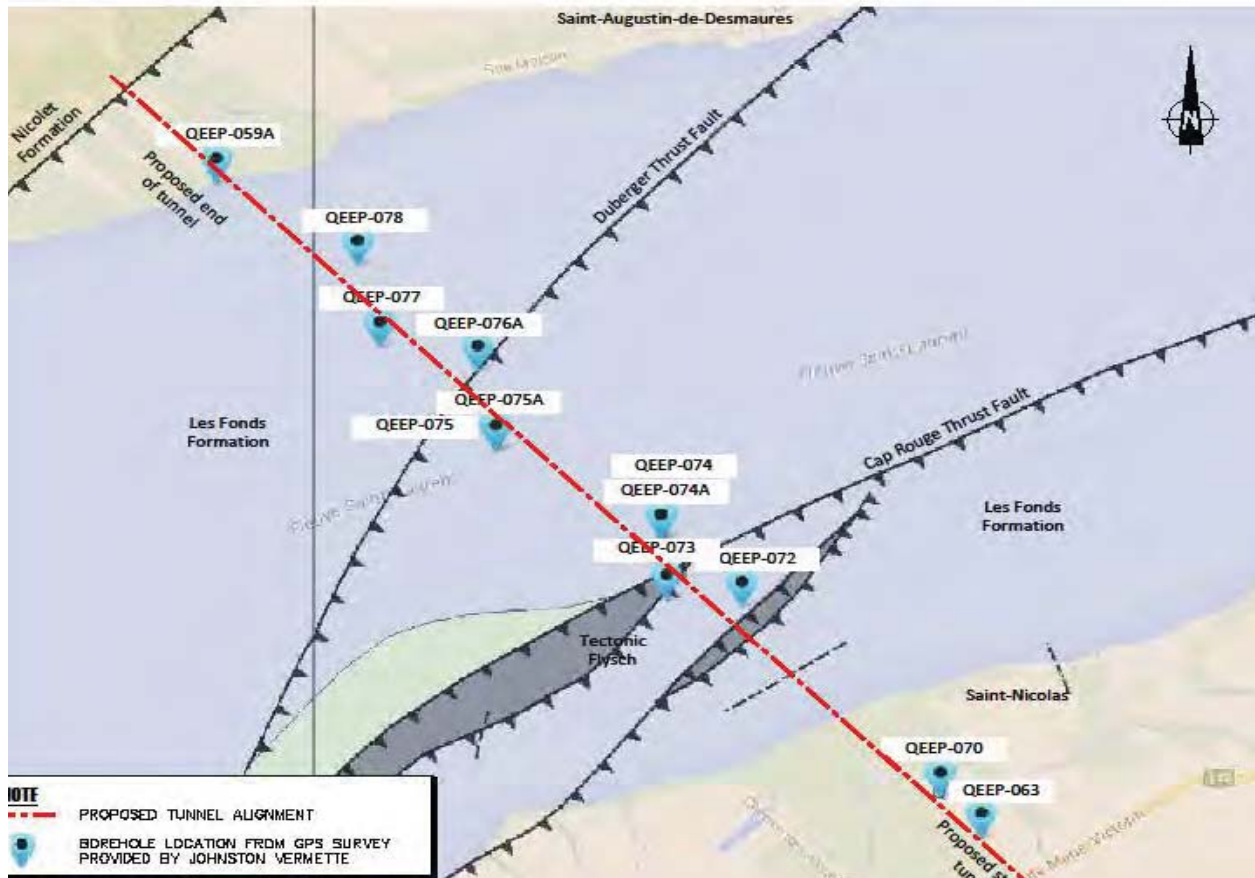 Saint-Augustin-de-Desmaures
Nicolet
Formation
QEEP-059A
Proposed end
of tunnel
Duberger Thrust Fault
N
QEEP-078
QEEP-077
QEEP-076A
QEEP-075A
QEEP-075
Les Fonds
Formation
Cap Rouge Thrust Fault
QEEP-074
QEEP-074A
Les Fonds
Formation
QEEP-073
QEEP-072
Tectonic
Flysch
Saint-Nicolas
QEEP-070
QEEP-063
Proposed
PROPOSED TUNNEL ALIGNMENT
BOREHOLE LOCATION FROM GPS SURVEY
PROVIDED BY JOHNSTON VERMETTE